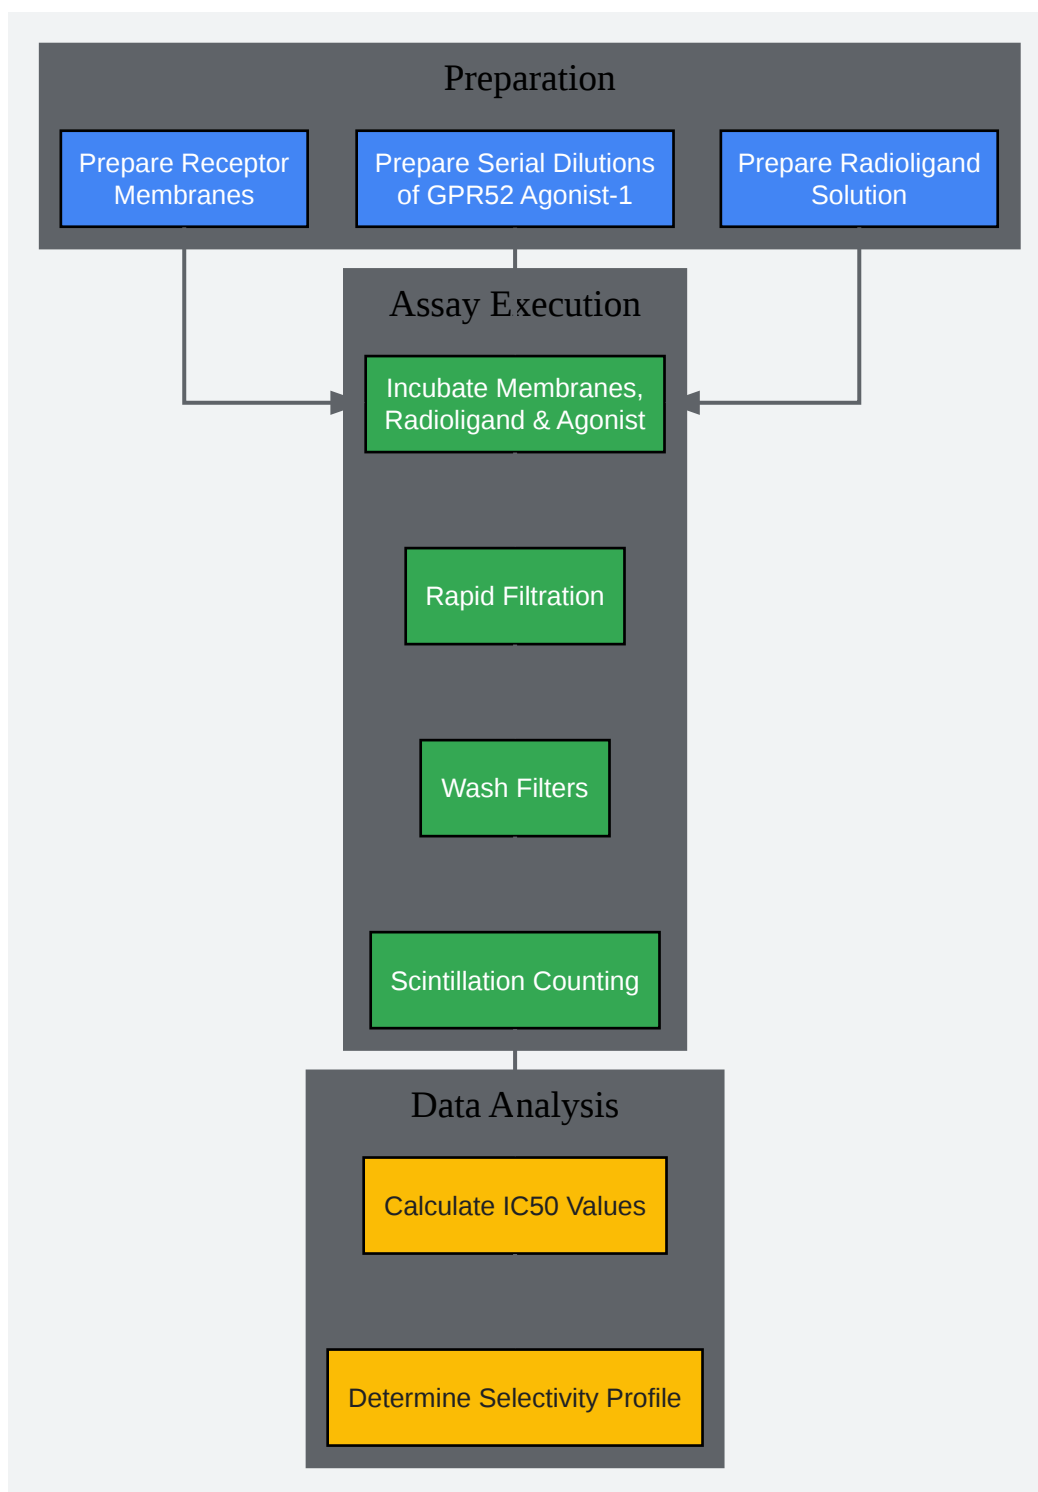 Preparation
Prepare Receptor
Membranes
Prepare Serial Dilutions
of GPR52 Agonist-1
Prepare Radioligand
Solution
Assay Execution
Incubate Membranes,
Radioligand & Agonist
Rapid Filtration
Wash Filters
Scintillation Counting
Data Analysis
Calculate IC50 Values
Determine Selectivity Profile